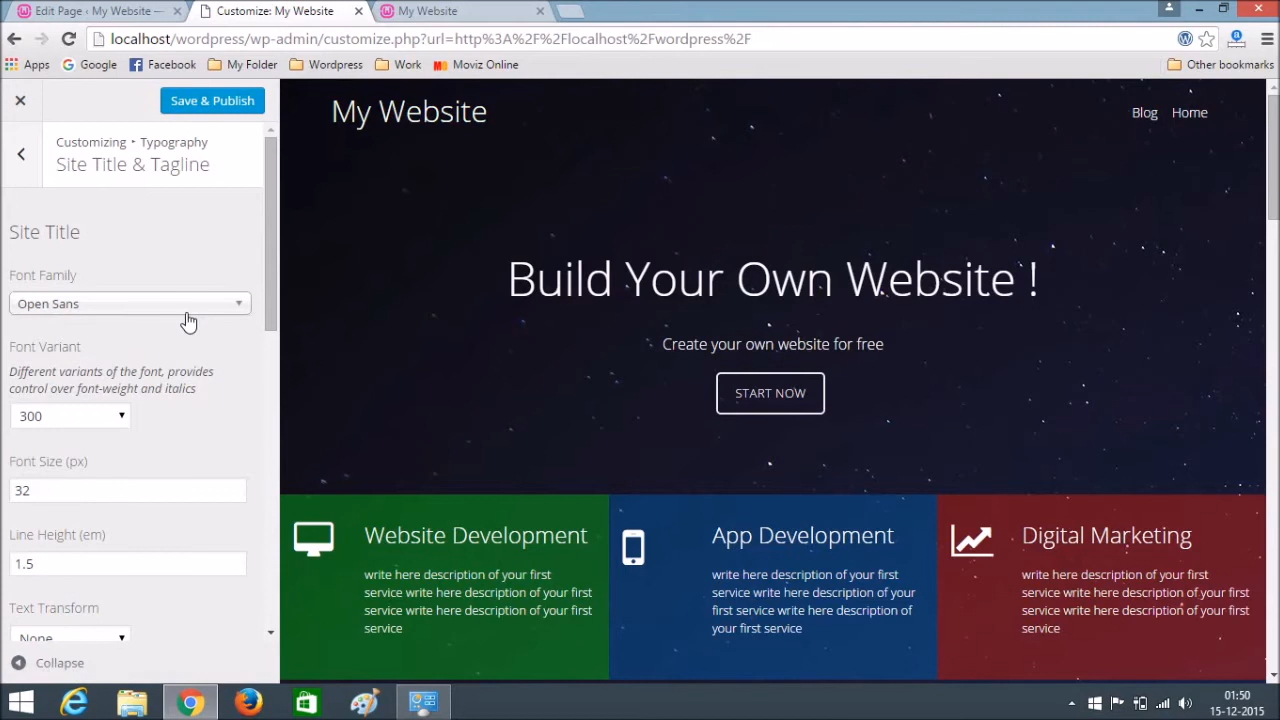 Edit Page ‹ My Website —
Customize: My Website
My Website
localhost/wordpress/wp-admin/customize.php?url=http%3A%2F%2Flocalhost%2Fwordpress%2F
Apps
Google
Facebook
My Folder
Wordpress
Work
Moviz Online
Other bookmarks
Save & Publish
Customizing ‣ Typography
Site Title & Tagline
Site Title
Font Family
Open Sans
Font Variant
Different variants of the font, provides
control over font-weight and italics
300
Font Size (px)
32
Line Height (em)
1.5
Text Transform
None
Collapse
My Website
Blog
Home
Build Your Own Website !
Create your own website for free
START NOW
Website Development
write here description of your first
service write here description of your first
service write here description of your first
service
App Development
write here description of your first
service write here description of your
first service write here description of
your first service
Digital Marketing
write here description of your first
service write here description of your first
service write here description of your first
service
01:50
15-12-2015